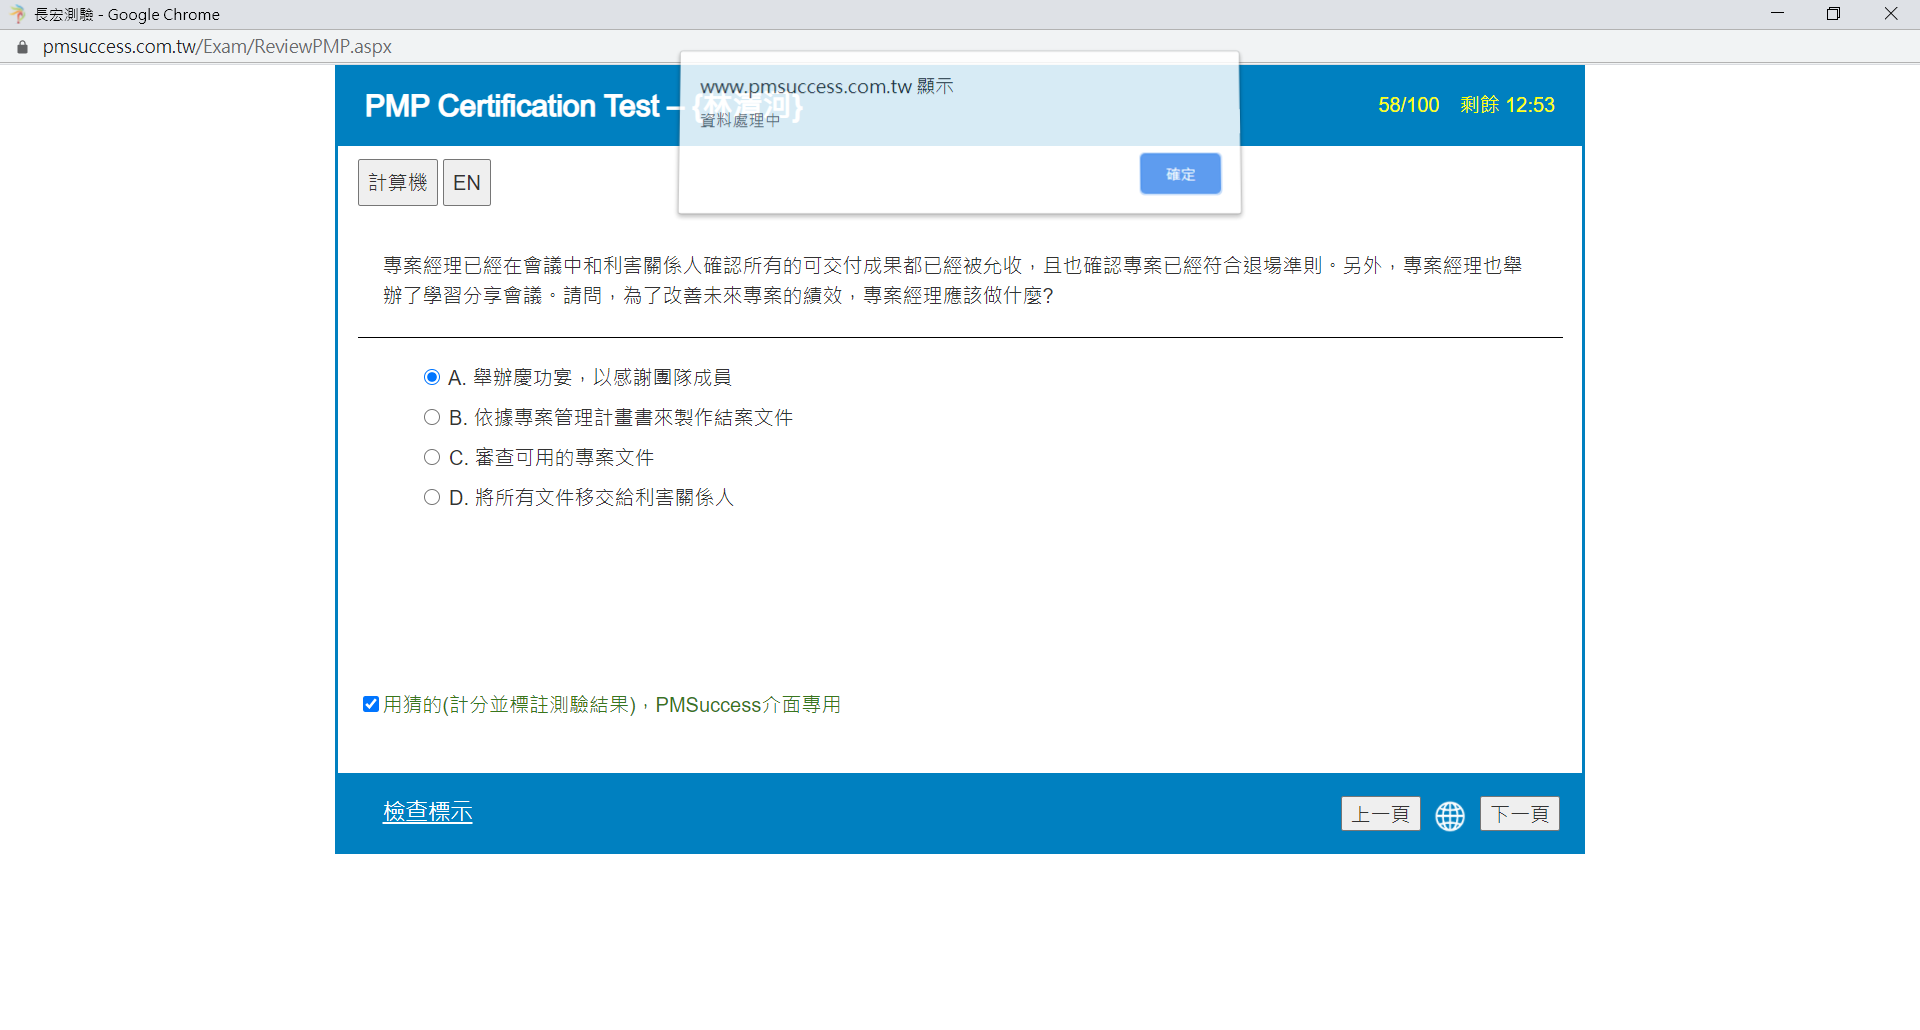 長宏測驗 - Google Chrome
pmsuccess.com.tw/Exam/ReviewPMP.aspx
www.pmsuccess.com.tw 顯示
PMP Certification Test – {林清河}
58/100 剩餘 12:53
資料處理中
確定
計算機 EN
專案經理已經在會議中和利害關係人確認所有的可交付成果都已經被允收，且也確認專案已經符合退場準則。另外，專案經理也舉
辦了學習分享會議。請問，為了改善未來專案的績效，專案經理應該做什麼?
A. 舉辦慶功宴，以感謝團隊成員
B. 依據專案管理計畫書來製作結案文件
C. 審查可用的專案文件
D. 將所有文件移交給利害關係人
用猜的(計分並標註測驗結果)，PMSuccess介面專用
檢查標示
上一頁 下一頁